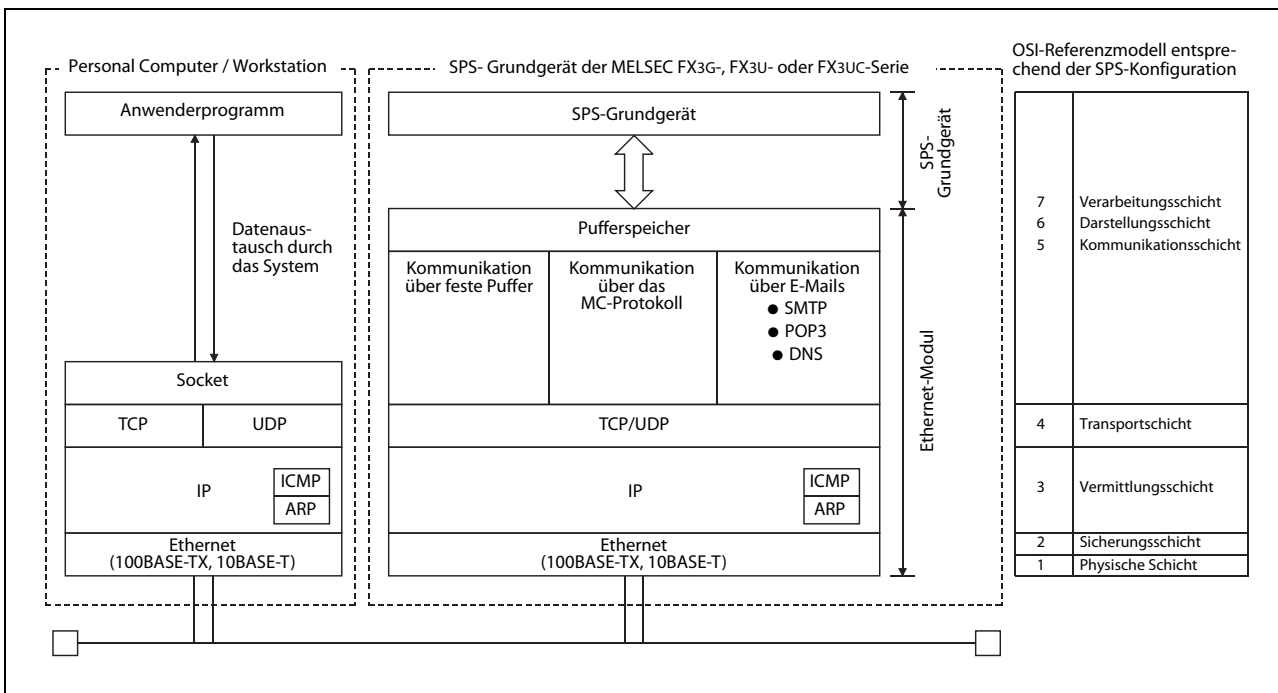 Personal Computer / Workstation
Anwenderprogramm
Datenaus-
tausch durch
das System
Socket
TCP
UDP
IP
ICMP
ARP
Ethernet
(100BASE-TX, 10BASE-T)
SPS- Grundgerät der MELSEC FX3G-, FX3U- oder FX3UC-Serie
SPS-Grundgerät
Pufferspeicher
Kommunikation
über feste Puffer
Kommunikation
über das
MC-Protokoll
Kommunikation
über E-Mails
● SMTP
● POP3
● DNS
TCP/UDP
IP
ICMP
ARP
Ethernet
(100BASE-TX, 10BASE-T)
SPS-
Grundgerät
Ethernet-Modul
OSI-Referenzmodell entspre-
chend der SPS-Konfiguration
7 Verarbeitungsschicht
6 Darstellungsschicht
5 Kommunikationsschicht
4 Transportschicht
3 Vermittlungsschicht
2 Sicherungsschicht
1 Physische Schicht